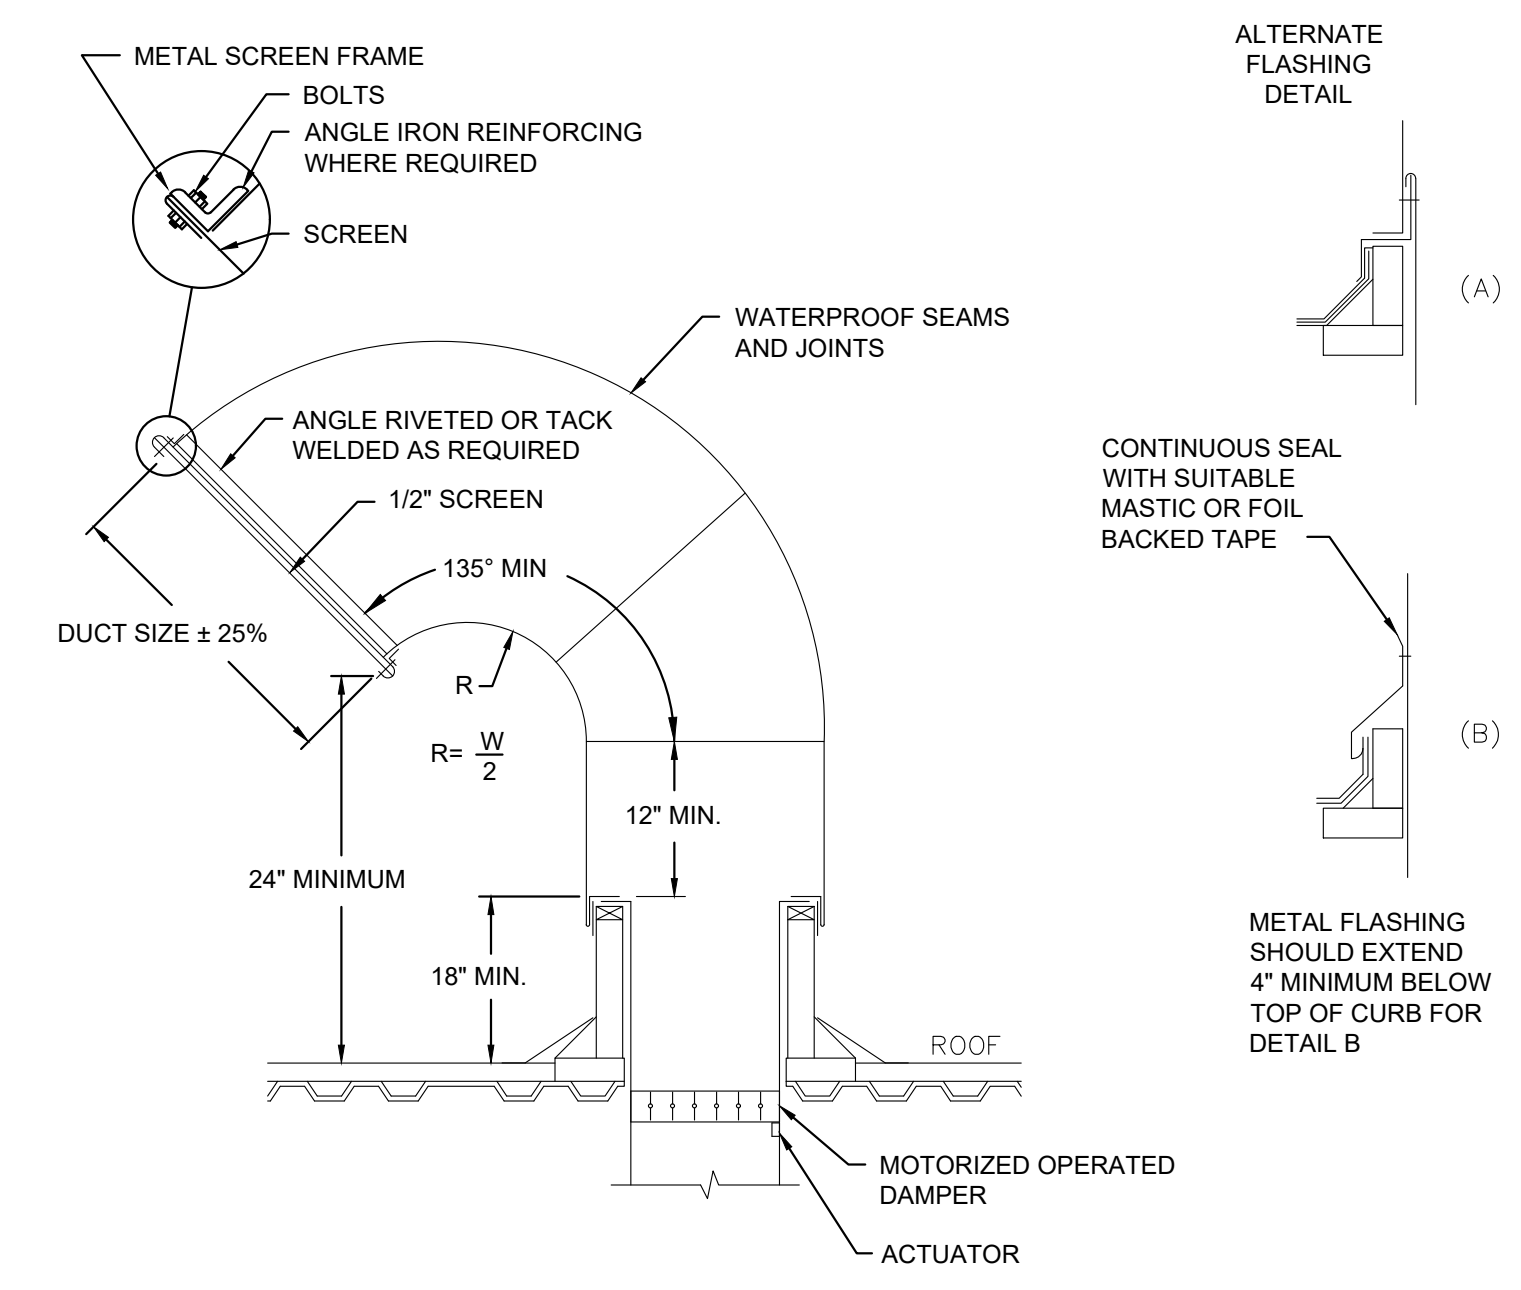 METAL SCREEN FRAME
BOLTS
ANGLE IRON REINFORCING
WHERE REQUIRED
SCREEN
WATERPROOF SEAMS
AND JOINTS
ANGLE RIVETED OR TACK
WELDED AS REQUIRED
1/2" SCREEN
135° MIN
DUCT SIZE ± 25%
R
R= W
2
12" MIN.
24" MINIMUM
18" MIN.
ROOF
MOTORIZED OPERATED
DAMPER
ACTUATOR
ALTERNATE
FLASHING
DETAIL
(A)
CONTINUOUS SEAL
WITH SUITABLE
MASTIC OR FOIL
BACKED TAPE
(B)
METAL FLASHING
SHOULD EXTEND
4" MINIMUM BELOW
TOP OF CURB FOR
DETAIL B